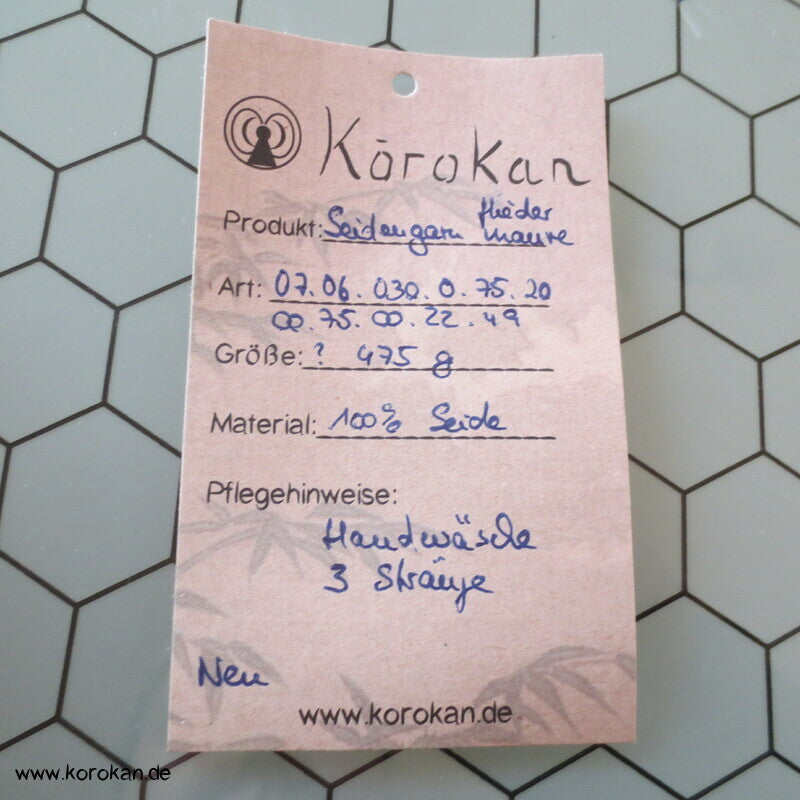 Kōrokan
Produkt: Seidengarn flieder mauve
Art: 07.06.030.0.75.20
00.75.00.22.49
Größe: ? 475 g
Material: 100% Seide
Pflegehinweise:
Handwäsche
3 Stränge
Neu
www.korokan.de
www.korokan.de